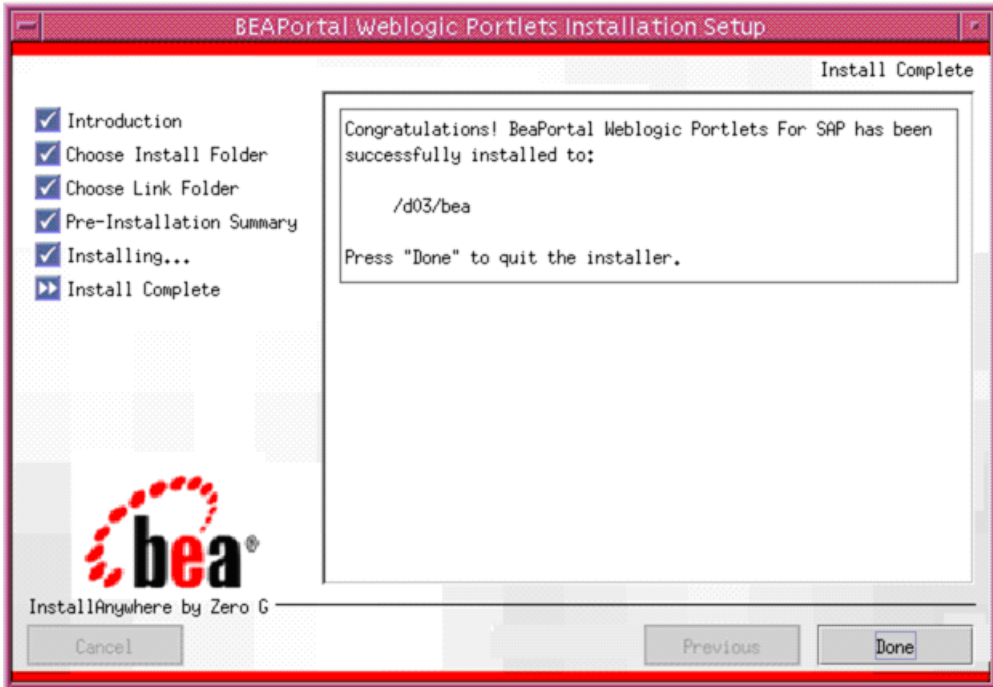 BEAPortal Weblogic Portlets Installation Setup
Install Complete
Introduction
Choose Install Folder
Choose Link Folder
Pre-Installation Summary
Installing...
Install Complete
Congratulations! BeaPortal Weblogic Portlets For SAP has been
successfully installed to:
/d03/bea
Press "Done" to quit the installer.
bea®
InstallAnywhere by Zero G
Cancel
Previous
Done